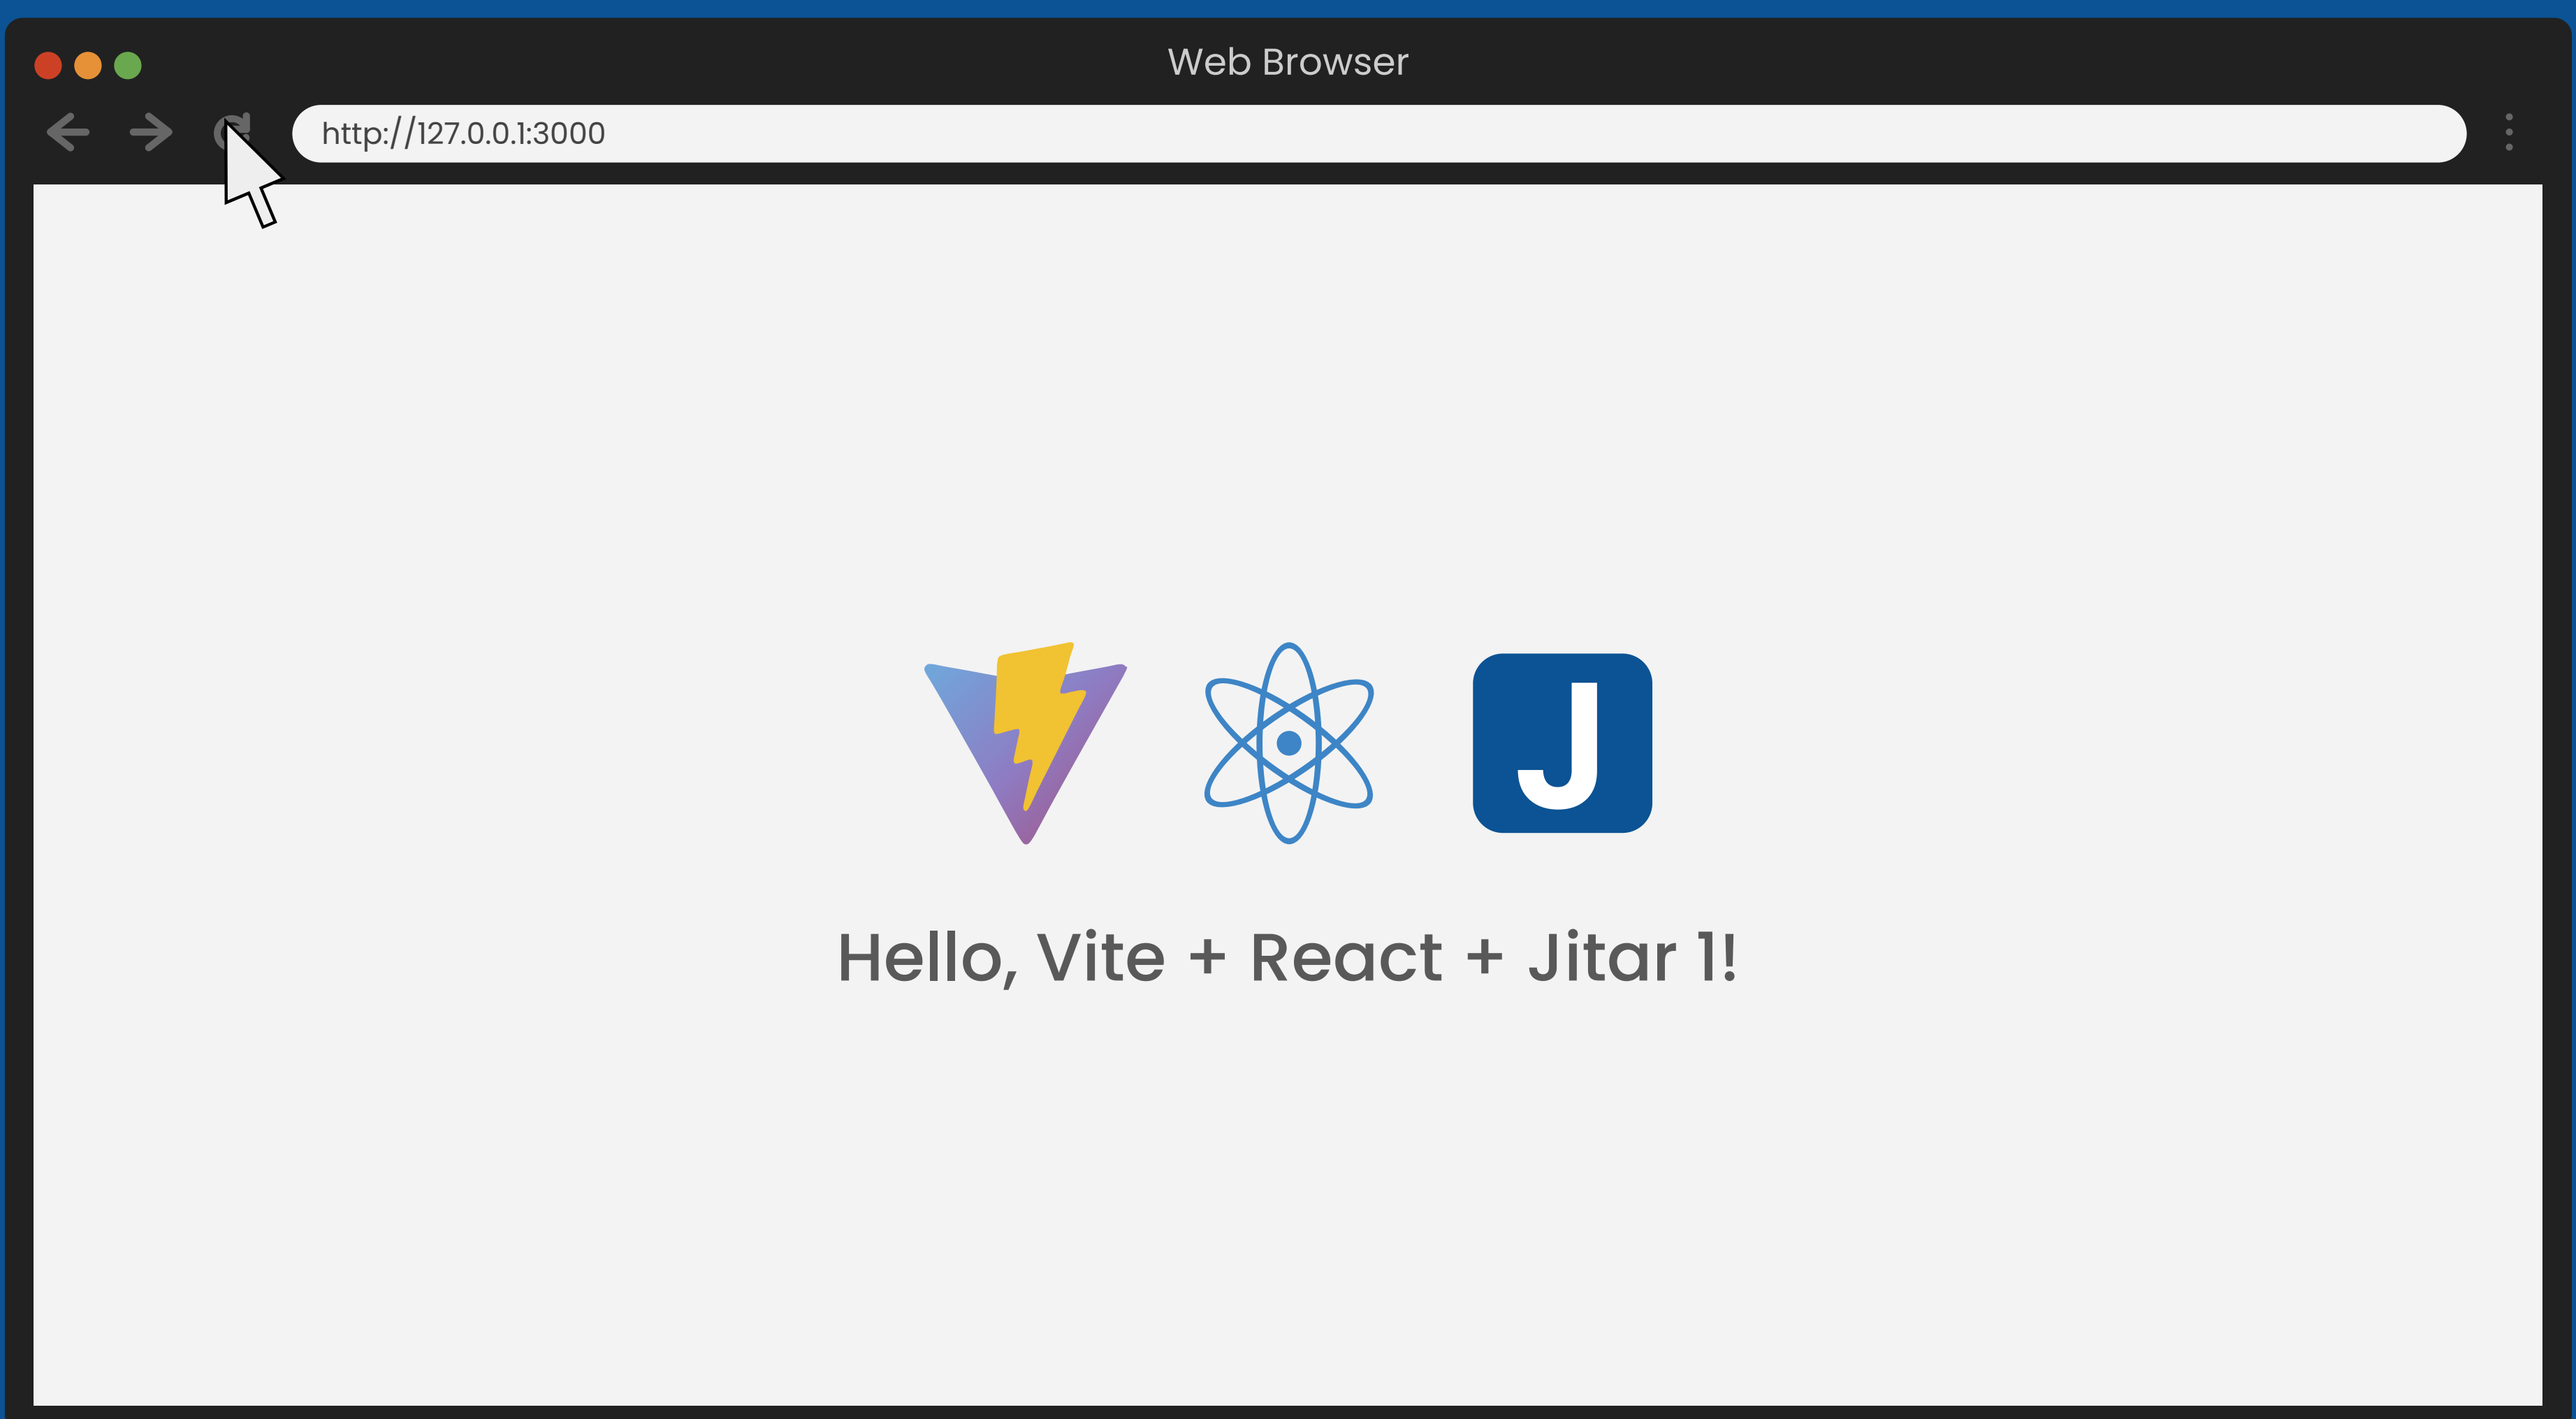 Web Browser
http://127.0.0.1:3000
J
Hello, Vite + React + Jitar 1!